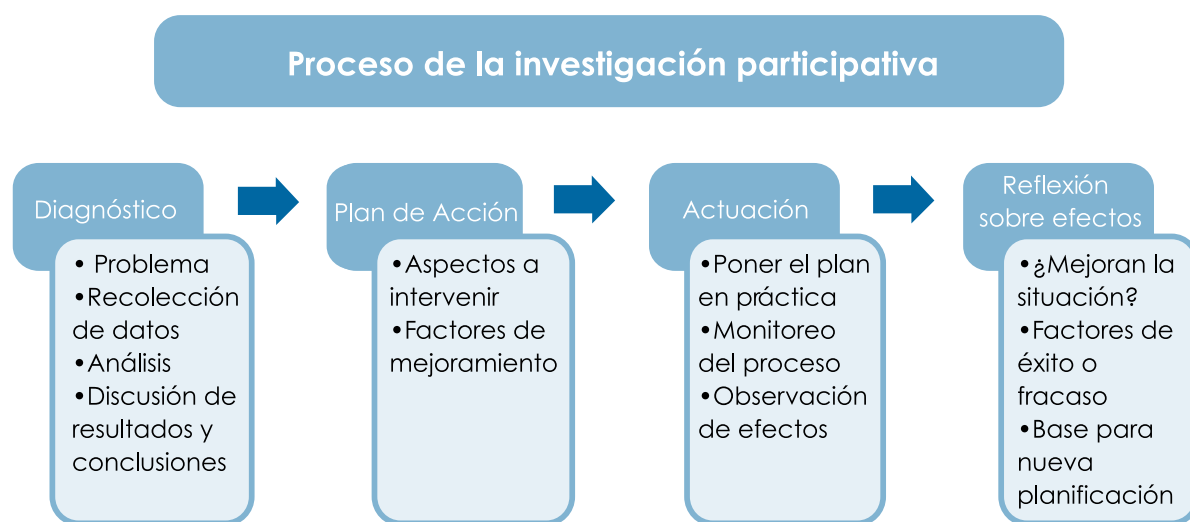 Proceso de la investigación participativa
Diagnóstico
• Problema
•Recolección
de datos
•Análisis
•Discusión de
resultados y
conclusiones
Plan de Acción
•Aspectos a
intervenir
•Factores de
mejoramiento
Actuación
•Poner el plan
en práctica
•Monitoreo
del proceso
•Observación
de efectos
Reflexión
sobre efectos
•¿Mejoran la
situación?
•Factores de
éxito o
fracaso
•Base para
nueva
planificación